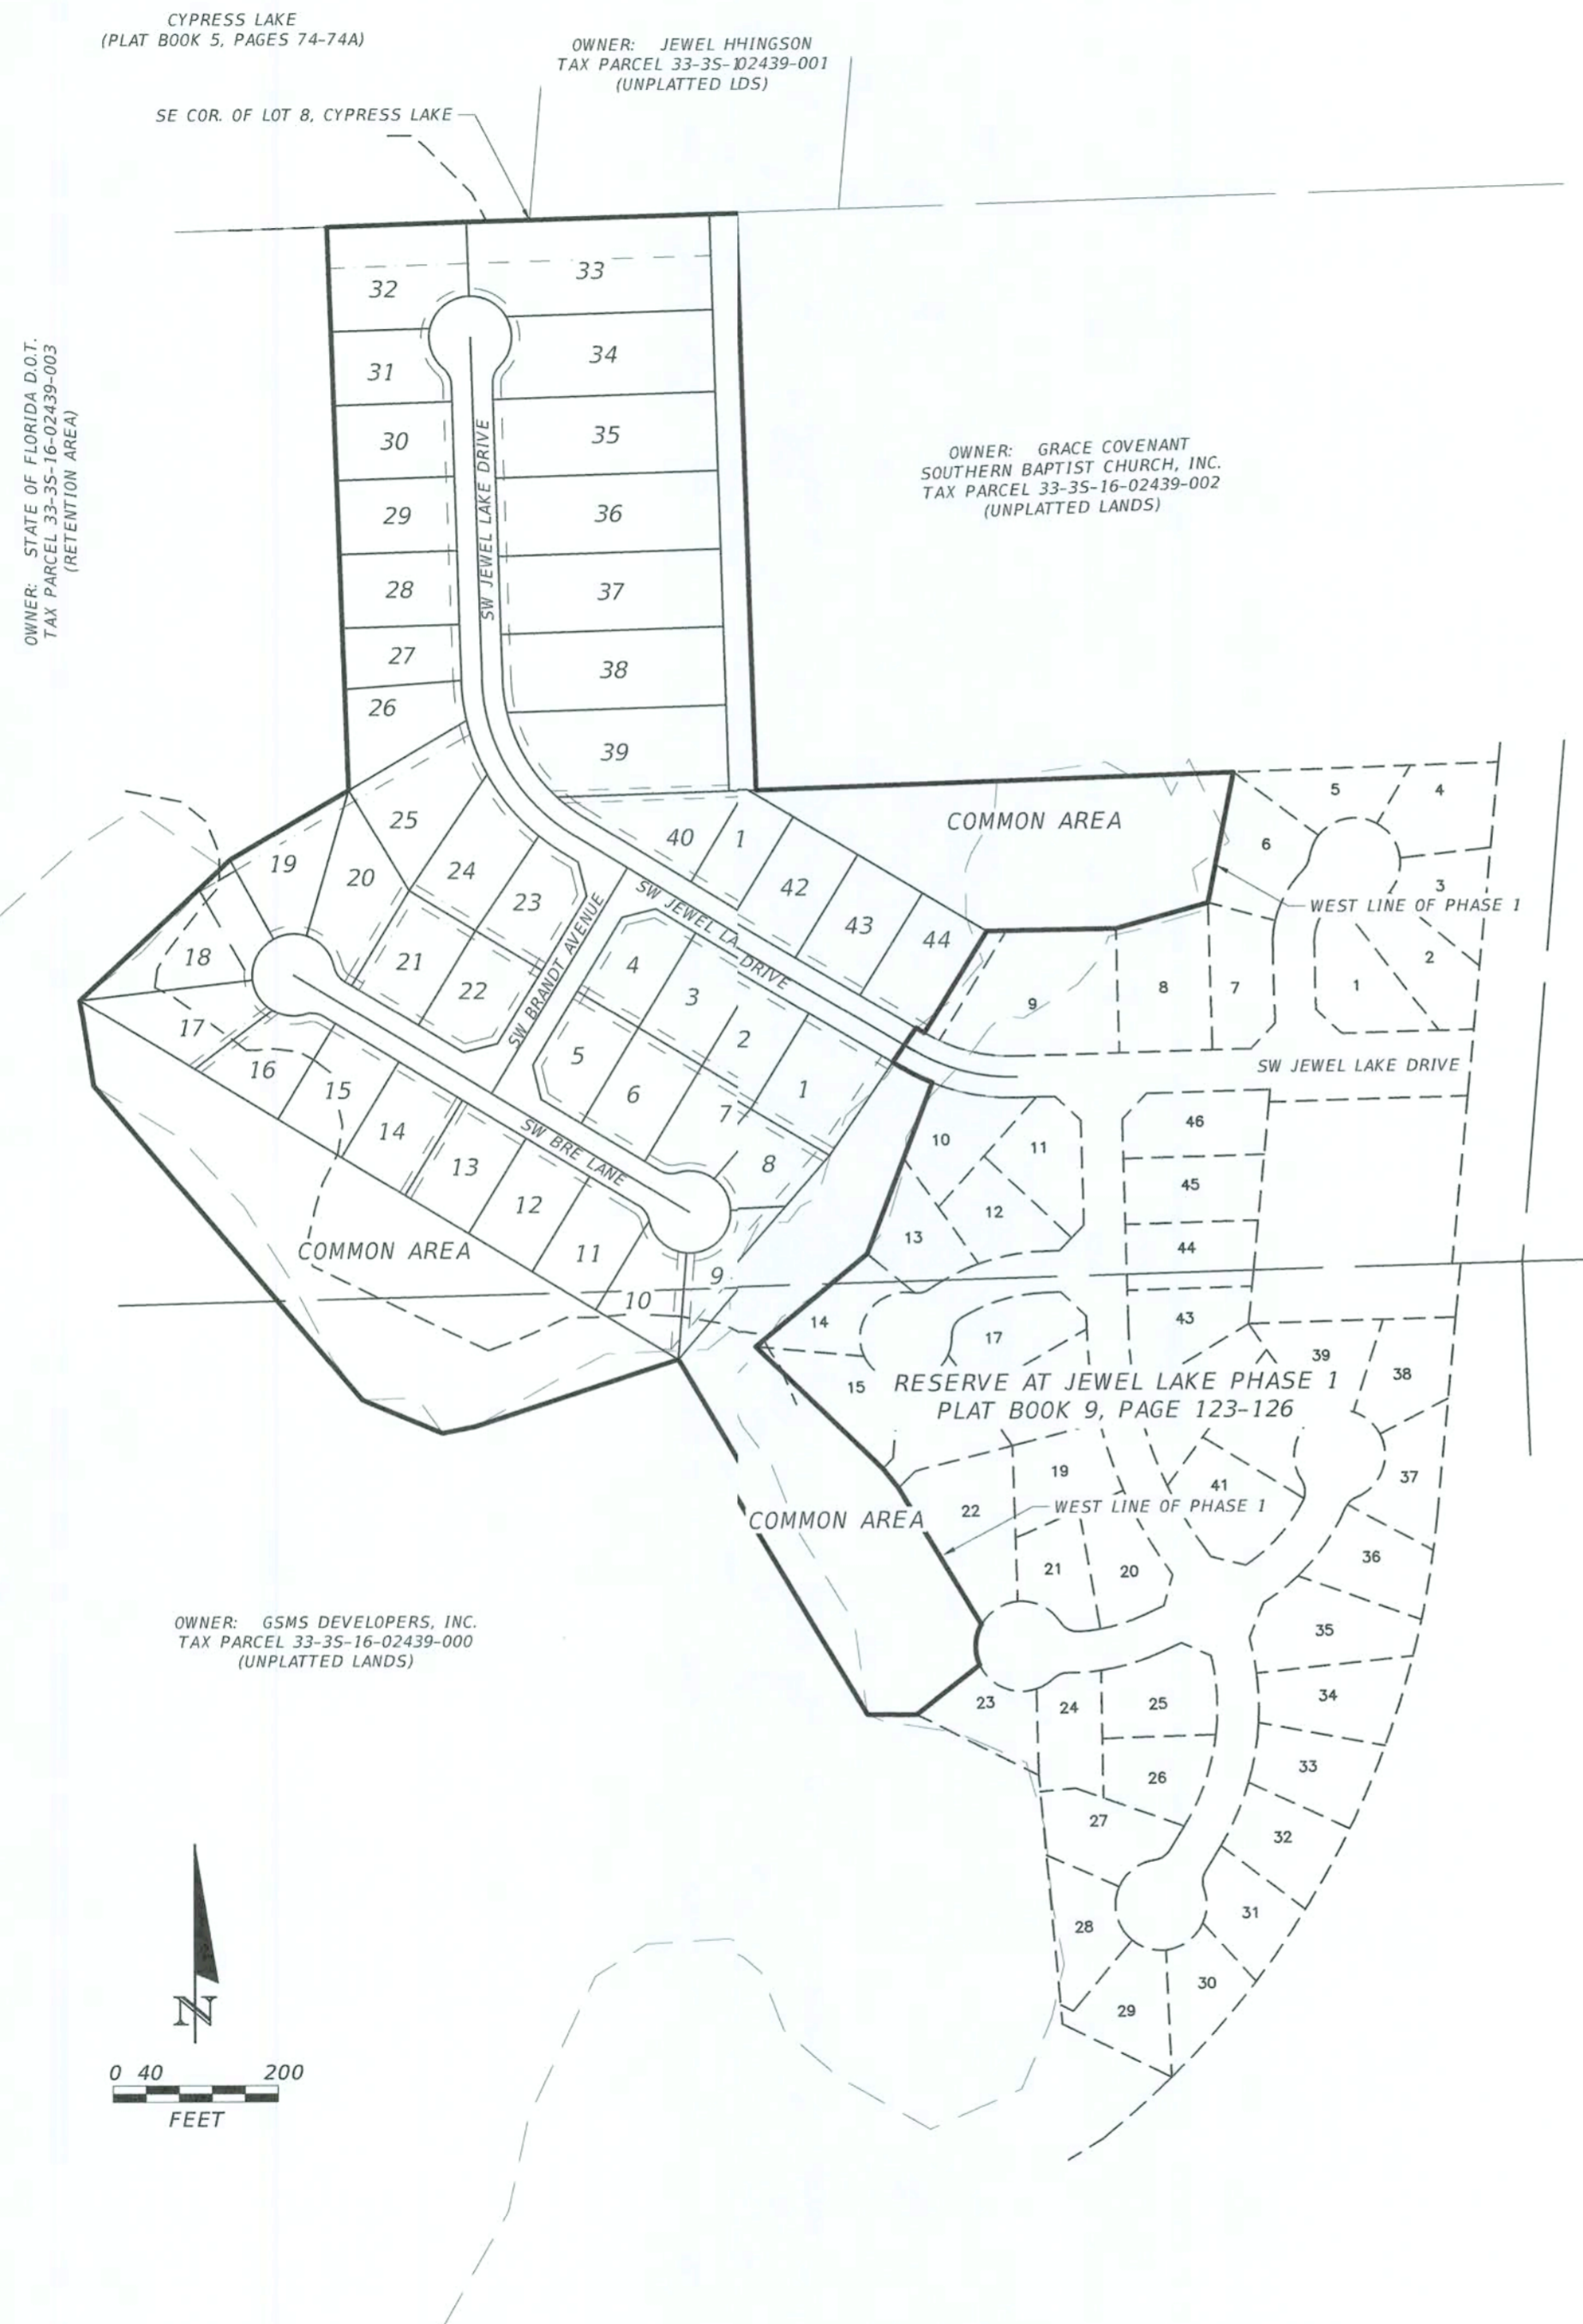 CYPRESS LAKE
(PLAT BOOK 5, PAGES 74-74A)
OWNER: JEWEL HHINGSON
TAX PARCEL 33-3S-102439-001
(UNPLATTED LDS)
SE COR. OF LOT 8, CYPRESS LAKE
OWNER: STATE OF FLORIDA D.O.T.
TAX PARCEL 33-3S-16-02439-003
(RETENTION AREA)
32
33
31
34
30
35
29
36
28
37
27
38
26
39
SW JEWEL LAKE DRIVE
OWNER: GRACE COVENANT
SOUTHERN BAPTIST CHURCH, INC.
TAX PARCEL 33-3S-16-02439-002
(UNPLATTED LANDS)
25
40
1
COMMON AREA
19
20
24
23
42
43
44
SW JEWEL LA DRIVE
SW BRANDT AVENUE
18
21
22
4
3
2
1
17
16
15
14
13
12
11
10
9
5
6
7
8
SW BRE LANE
COMMON AREA
5
4
6
3
WEST LINE OF PHASE 1
2
1
9
8
7
SW JEWEL LAKE DRIVE
10
11
12
13
46
45
44
43
14
17
15
39
38
RESERVE AT JEWEL LAKE PHASE 1
PLAT BOOK 9, PAGE 123-126
19
41
37
22
WEST LINE OF PHASE 1
COMMON AREA
21
20
36
35
34
23
24
25
26
33
27
32
28
31
30
29
OWNER: GSMS DEVELOPERS, INC.
TAX PARCEL 33-3S-16-02439-000
(UNPLATTED LANDS)
N
0 40 200
FEET